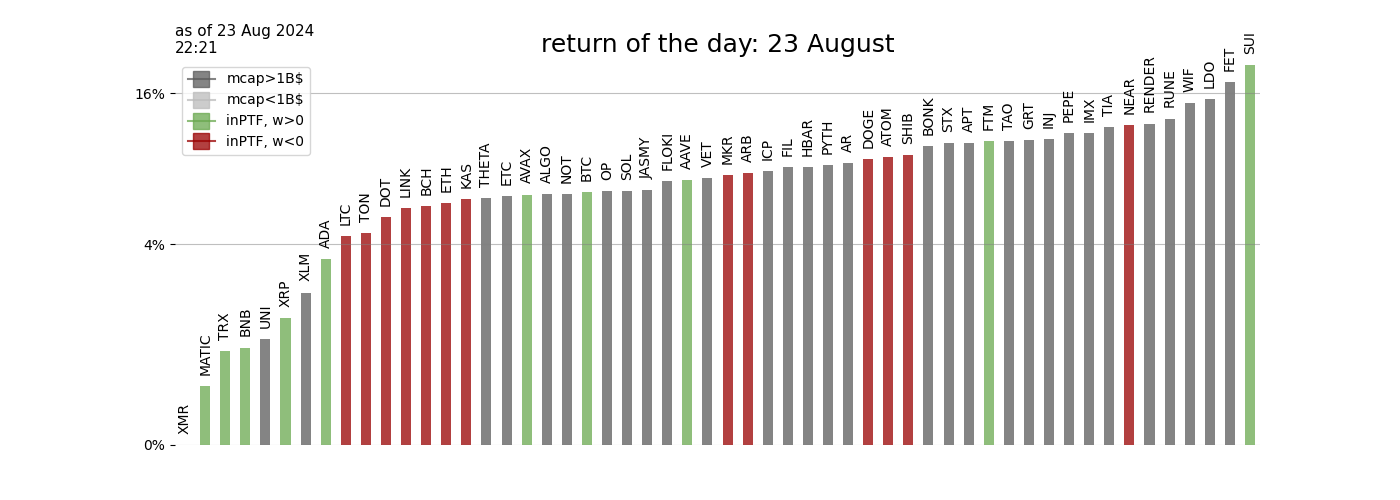 as of 23 Aug 2024
22:21
return of the day: 23 August
mcap>1B$
mcap<1B$
inPTF, w>0
inPTF, w<0
16%
4%
0%
XMR
MATIC
TRX
BNB
UNI
XRP
XLM
ADA
LTC
TON
DOT
LINK
BCH
ETH
KAS
THETA
ETC
AVAX
ALGO
NOT
BTC
OP
SOL
JASMY
FLOKI
AAVE
VET
MKR
ARB
ICP
FIL
HBAR
PYTH
AR
DOGE
ATOM
SHIB
BONK
STX
APT
FTM
TAO
GRT
INJ
PEPE
IMX
TIA
NEAR
RENDER
RUNE
WIF
LDO
FET
SUI